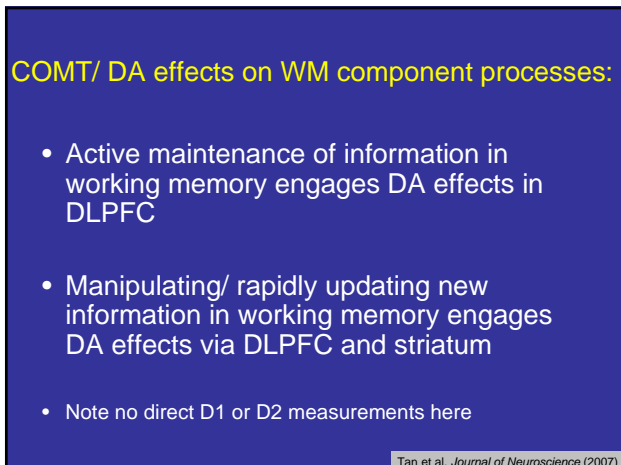 COMT/ DA effects on WM component processes:
• Active maintenance of information in
working memory engages DA effects in
DLPFC
• Manipulating/ rapidly updating new
information in working memory engages
DA effects via DLPFC and striatum
• Note no direct D1 or D2 measurements here
Tan et al, Journal of Neuroscience (2007)